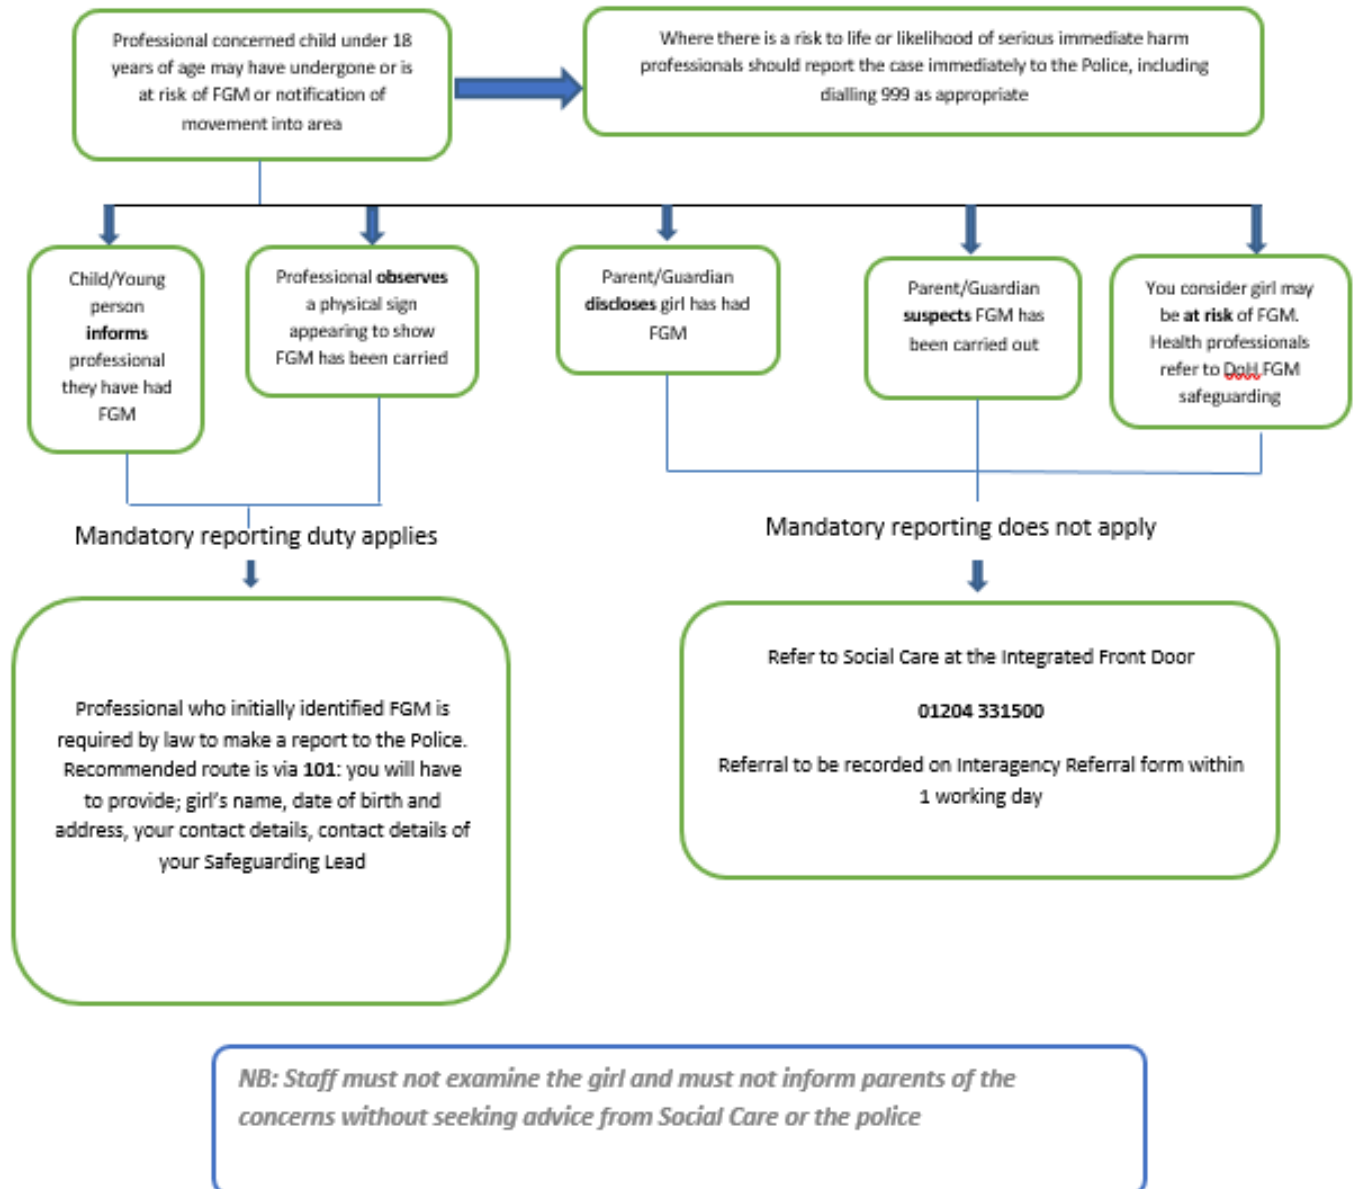 Professional concerned child under 18
years of age may have undergone or is
at risk of FGM or notification of
movement into area
Where there is a risk to life or likelihood of serious immediate harm
professionals should report the case immediately to the Police, including
dialling 999 as appropriate
Child/Young
person
informs
professional
they have had
FGM
Professional observes
a physical sign
appearing to show
FGM has been carried
Parent/Guardian
discloses girl has had
FGM
Parent/Guardian
suspects FGM has
been carried out
You consider girl may
be at risk of FGM.
Health professionals
refer to DoH FGM
safeguarding
Mandatory reporting duty applies
Mandatory reporting does not apply
Professional who initially identified FGM is
required by law to make a report to the Police.
Recommended route is via 101: you will have
to provide; girl's name, date of birth and
address, your contact details, contact details of
your Safeguarding Lead
Refer to Social Care at the Integrated Front Door
01204 331500
Referral to be recorded on Interagency Referral form within
1 working day
NB: Staff must not examine the girl and must not inform parents of the
concerns without seeking advice from Social Care or the police